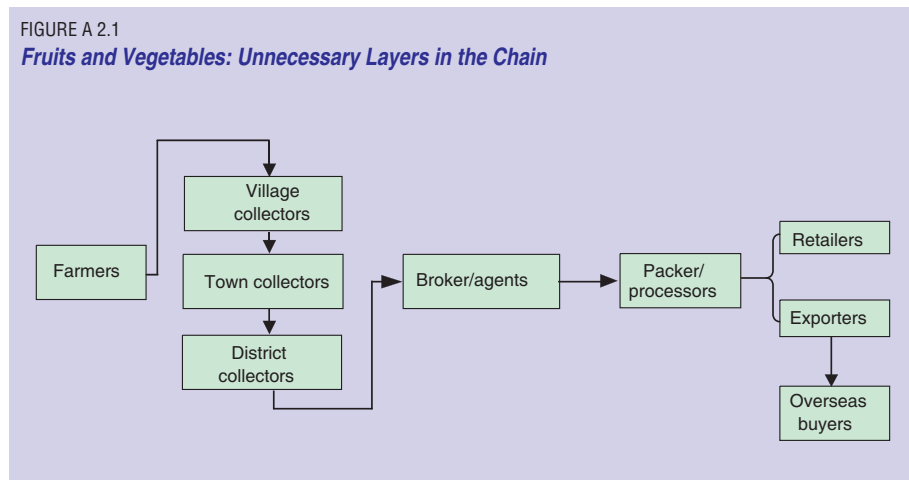 FIGURE A 2.1
Fruits and Vegetables: Unnecessary Layers in the Chain
Farmers
Village
collectors
Town collectors
District
collectors
Broker/agents
Packer/
processors
Retailers
Exporters
Overseas
buyers